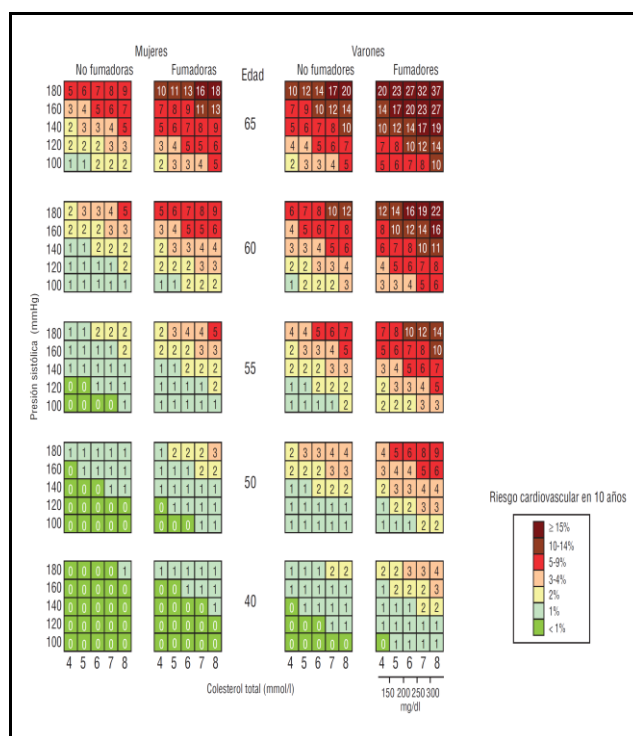 Mujeres Varones
No fumadoras Fumadoras Edad No fumadores Fumadores
180 5 6 7 8 9 10 11 13 16 18 10 12 14 17 20 20 23 27 32 37
160 3 4 5 6 7 7 8 9 11 13 7 9 10 12 14 14 17 20 23 27
140 2 3 3 4 5 5 6 7 8 9 65 5 6 7 8 10 10 12 14 17 19
120 2 2 2 3 3 3 4 5 6 7 4 4 5 6 7 7 8 10 12 14
100 1 1 2 2 2 2 3 3 4 5 2 3 3 4 5 5 6 7 8 10
180 2 3 3 4 5 5 6 7 8 9 6 7 8 10 12 12 14 16 19 22
160 2 2 2 3 3 3 4 5 5 6 4 5 6 7 8 8 10 12 14 16
140 1 1 2 2 2 2 3 3 4 4 60 3 3 4 5 6 6 7 8 10 11
120 1 1 1 1 2 2 2 2 3 3 2 2 3 3 4 4 5 6 7 8
100 1 1 1 1 1 1 1 2 2 2 1 2 2 2 3 3 3 4 5 6
180 1 1 2 2 2 2 3 4 4 5 4 4 5 6 7 7 8 10 12 14
160 1 1 1 1 2 2 2 2 3 3 2 3 3 4 5 5 6 7 8 10
140 1 1 1 1 1 1 1 2 2 2 55 2 2 2 3 3 3 4 5 6 7
120 0 0 1 1 1 1 1 1 1 2 1 1 2 2 2 2 3 3 4 5
100 0 0 0 0 1 1 1 1 1 1 1 1 1 1 2 2 2 2 3 3
180 1 1 1 1 1 1 2 2 2 3 2 3 3 4 4 4 5 6 8 9
160 0 1 1 1 1 1 1 1 2 2 2 2 2 3 3 3 4 4 5 6
140 0 0 0 1 1 1 1 1 1 1 50 1 1 2 2 2 2 3 3 4 4
120 0 0 0 0 0 0 1 1 1 1 1 1 1 1 1 1 2 2 3 3
100 0 0 0 0 0 0 0 0 1 1 1 1 1 1 1 1 1 1 2 2
180 0 0 0 0 1 1 1 1 1 1 1 1 1 2 2 2 2 3 3 4
160 0 0 0 0 0 0 0 1 1 1 1 1 1 1 1 1 2 2 2 3
140 0 0 0 0 0 0 0 0 0 1 40 0 1 1 1 1 1 1 1 2 2
120 0 0 0 0 0 0 0 0 0 0 0 0 0 1 1 1 1 1 1 1
100 0 0 0 0 0 0 0 0 0 0 0 0 0 0 0 0 1 1 1 1
4 5 6 7 8 4 5 6 7 8 4 5 6 7 8 4 5 6 7 8
Presión sistólica (mmHg)
Colesterol total (mmol/l)
150 200 250 300
mg/dl
Riesgo cardiovascular en 10 años
≥ 15%
10-14%
5-9%
3-4%
2%
1%
< 1%